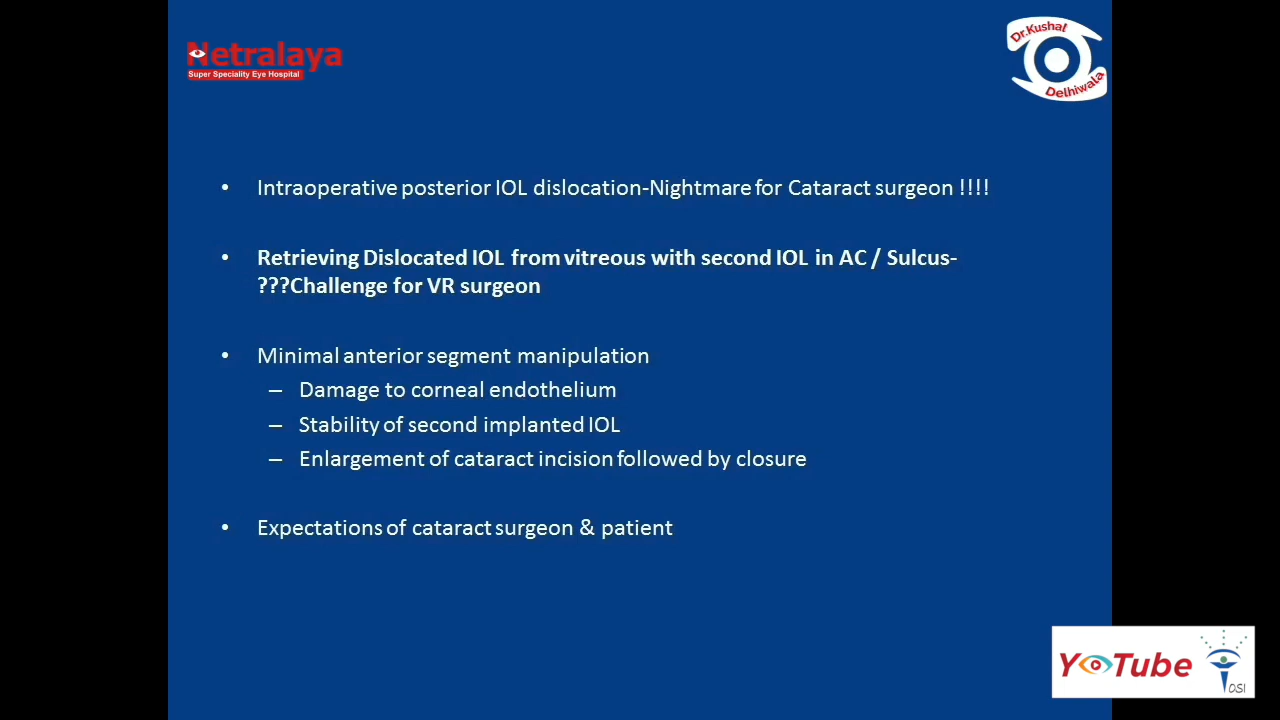 Netralaya
Super Speciality Eye Hospital
Dr.Kushal
Delhiwala
• Intraoperative posterior IOL dislocation-Nightmare for Cataract surgeon !!!!
• Retrieving Dislocated IOL from vitreous with second IOL in AC / Sulcus-
???Challenge for VR surgeon
• Minimal anterior segment manipulation
– Damage to corneal endothelium
– Stability of second implanted IOL
– Enlargement of cataract incision followed by closure
• Expectations of cataract surgeon & patient
YoTube
YOSI